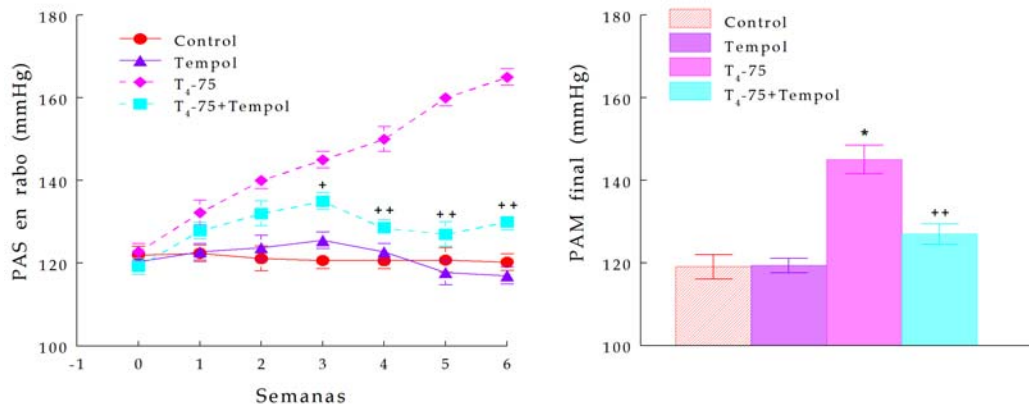 180
160
140
120
100
PAS en rabo (mmHg)
Control
Tempol
T4-75
T4-75+Tempol
+
++
++
++
-1 0 1 2 3 4 5 6
Semanas
180
160
140
120
100
PAM final (mmHg)
Control
Tempol
T4-75
T4-75+Tempol
*
++